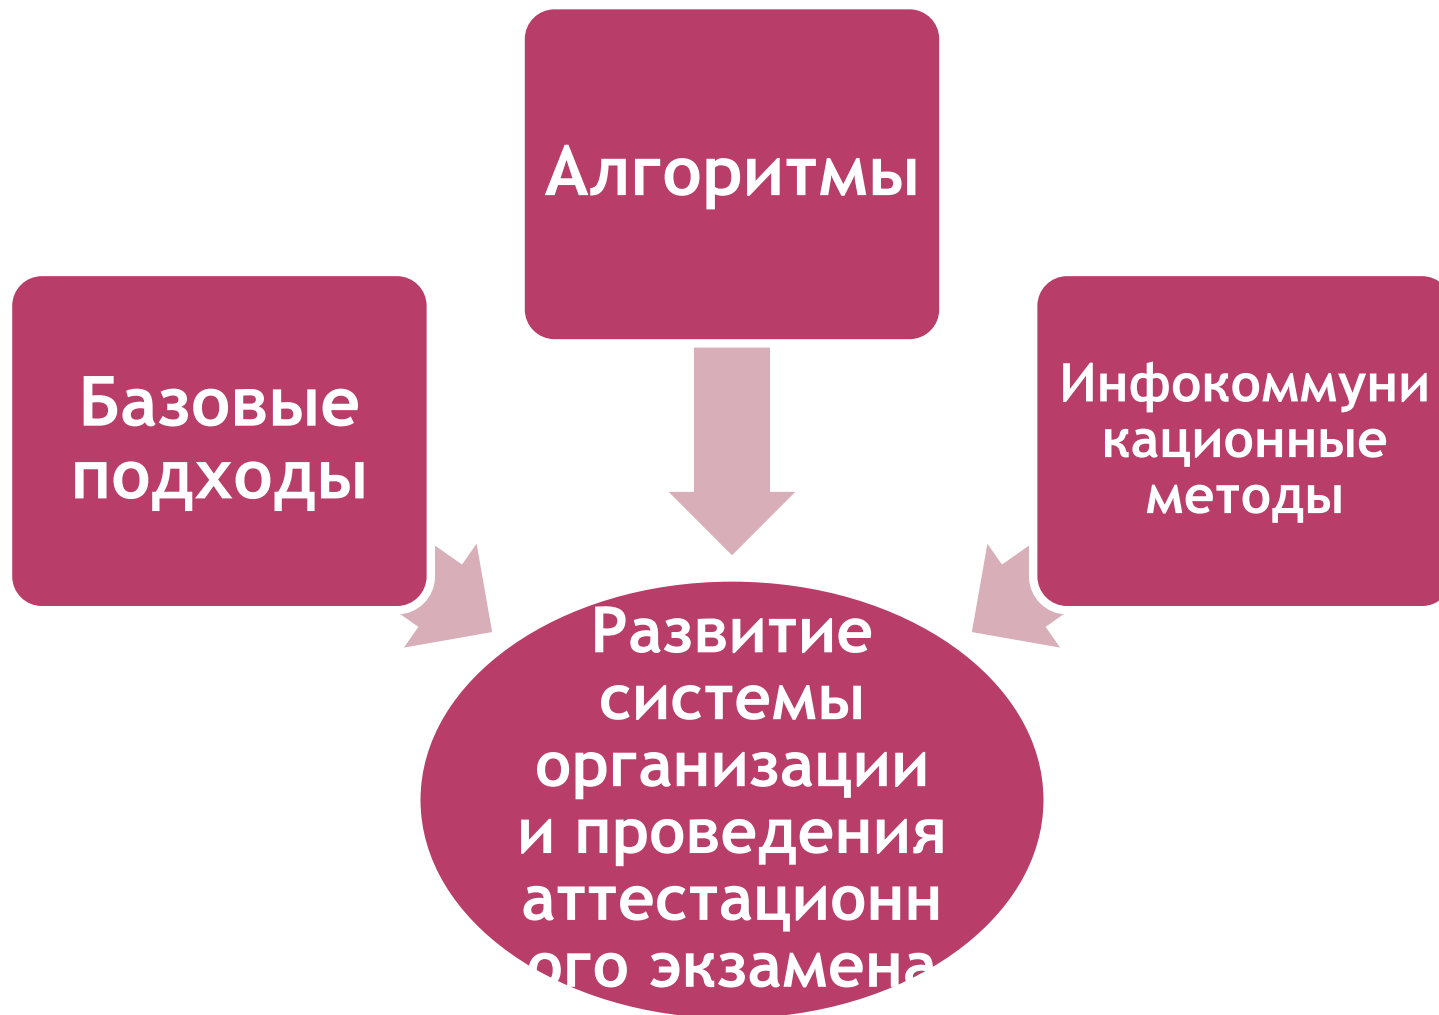 Алгоритмы
Базовые
подходы
Инфокоммуни
кационные
методы
Развитие
системы
организации
и проведения
аттестационн
ого экзамена